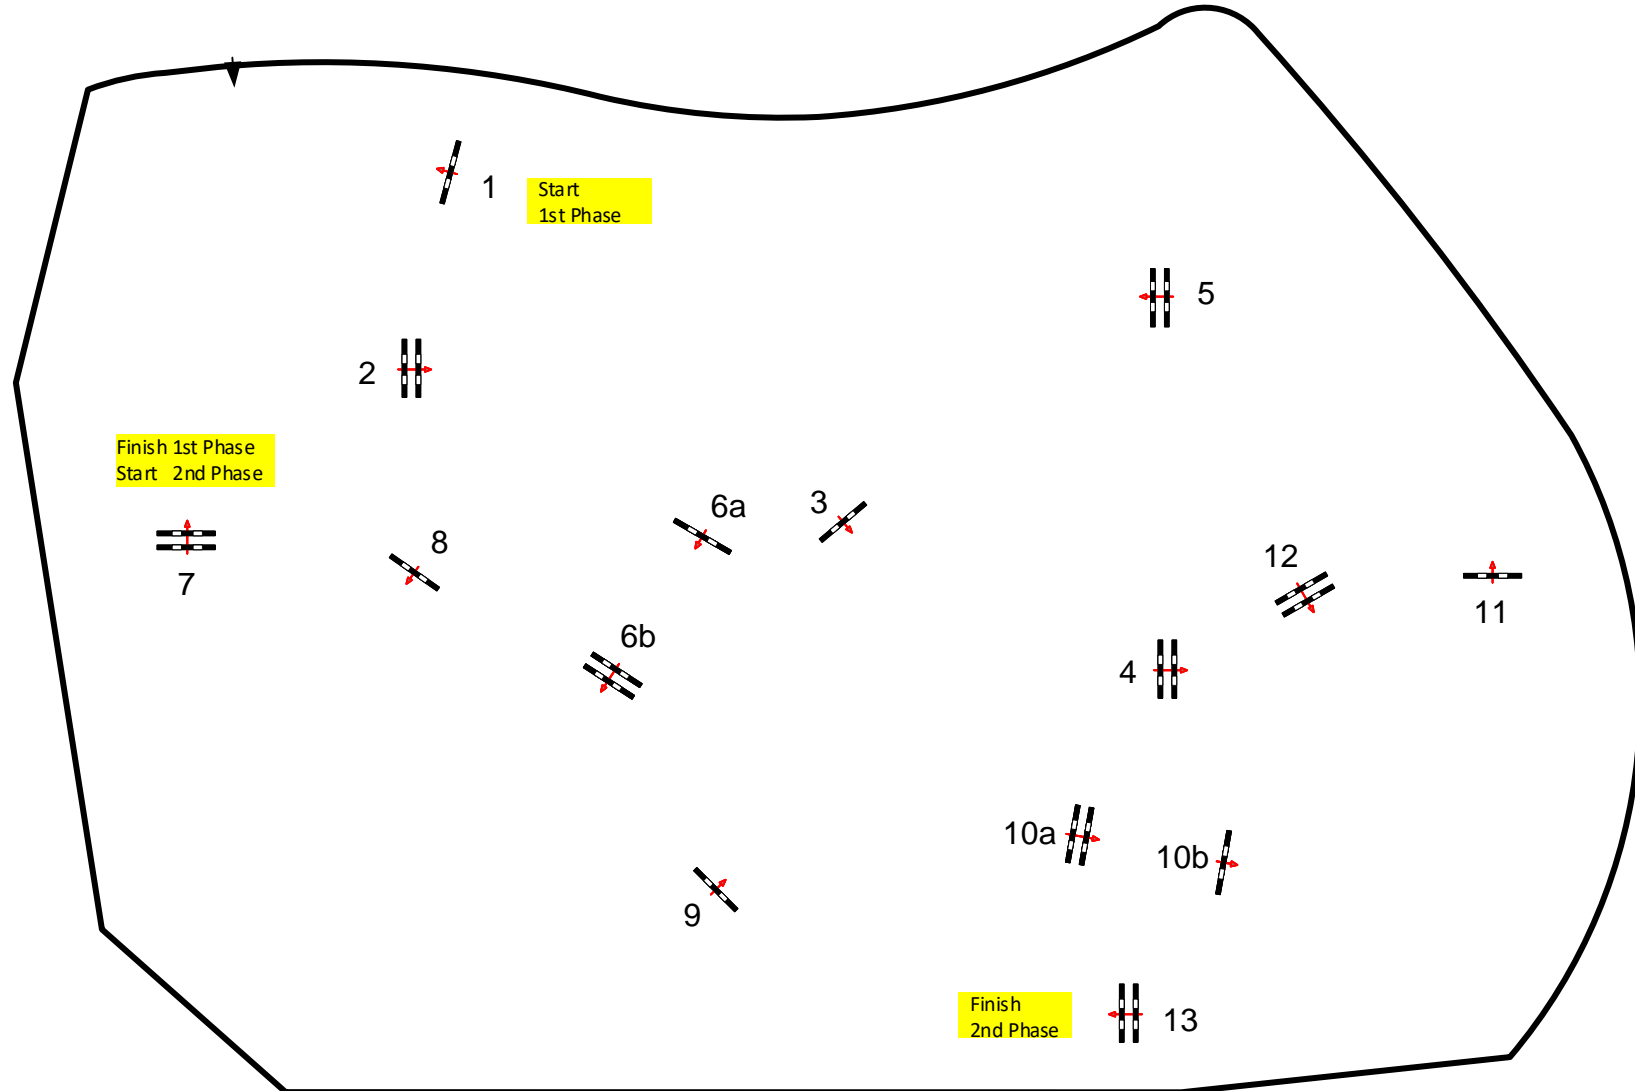 1
Start
1st Phase
5
2
Finish 1st Phase
Start 2nd Phase
6a
3
8
12
7
11
6b
4
10a
10b
9
Finish
2nd Phase
13